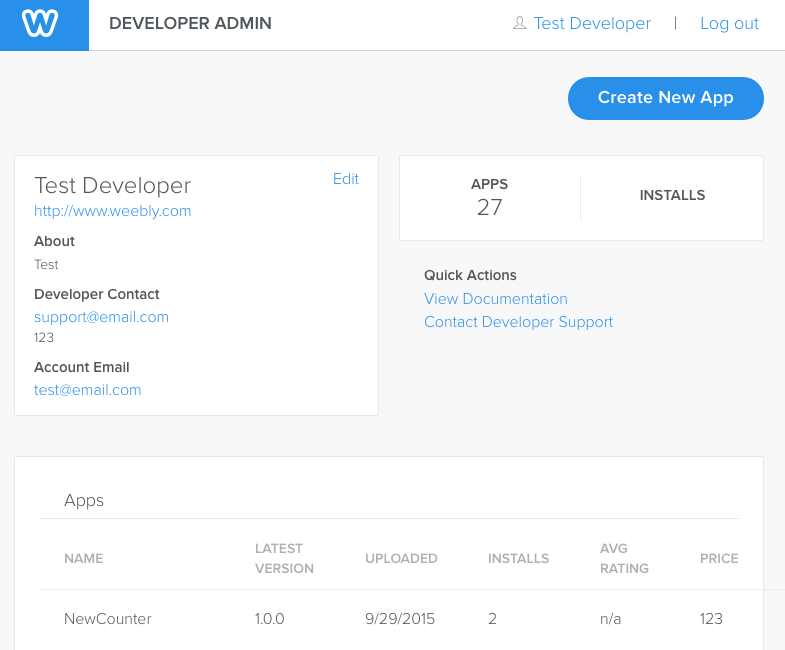 DEVELOPER ADMIN
Test Developer | Log out
Create New App
Test Developer
Edit
http://www.weebly.com
About
Test
Developer Contact
support@email.com
123
Account Email
test@email.com
APPS
27
INSTALLS
Quick Actions
View Documentation
Contact Developer Support
Apps
NAME
LATEST
VERSION
UPLOADED
INSTALLS
AVG
RATING
PRICE
NewCounter 1.0.0 9/29/2015 2 n/a 123